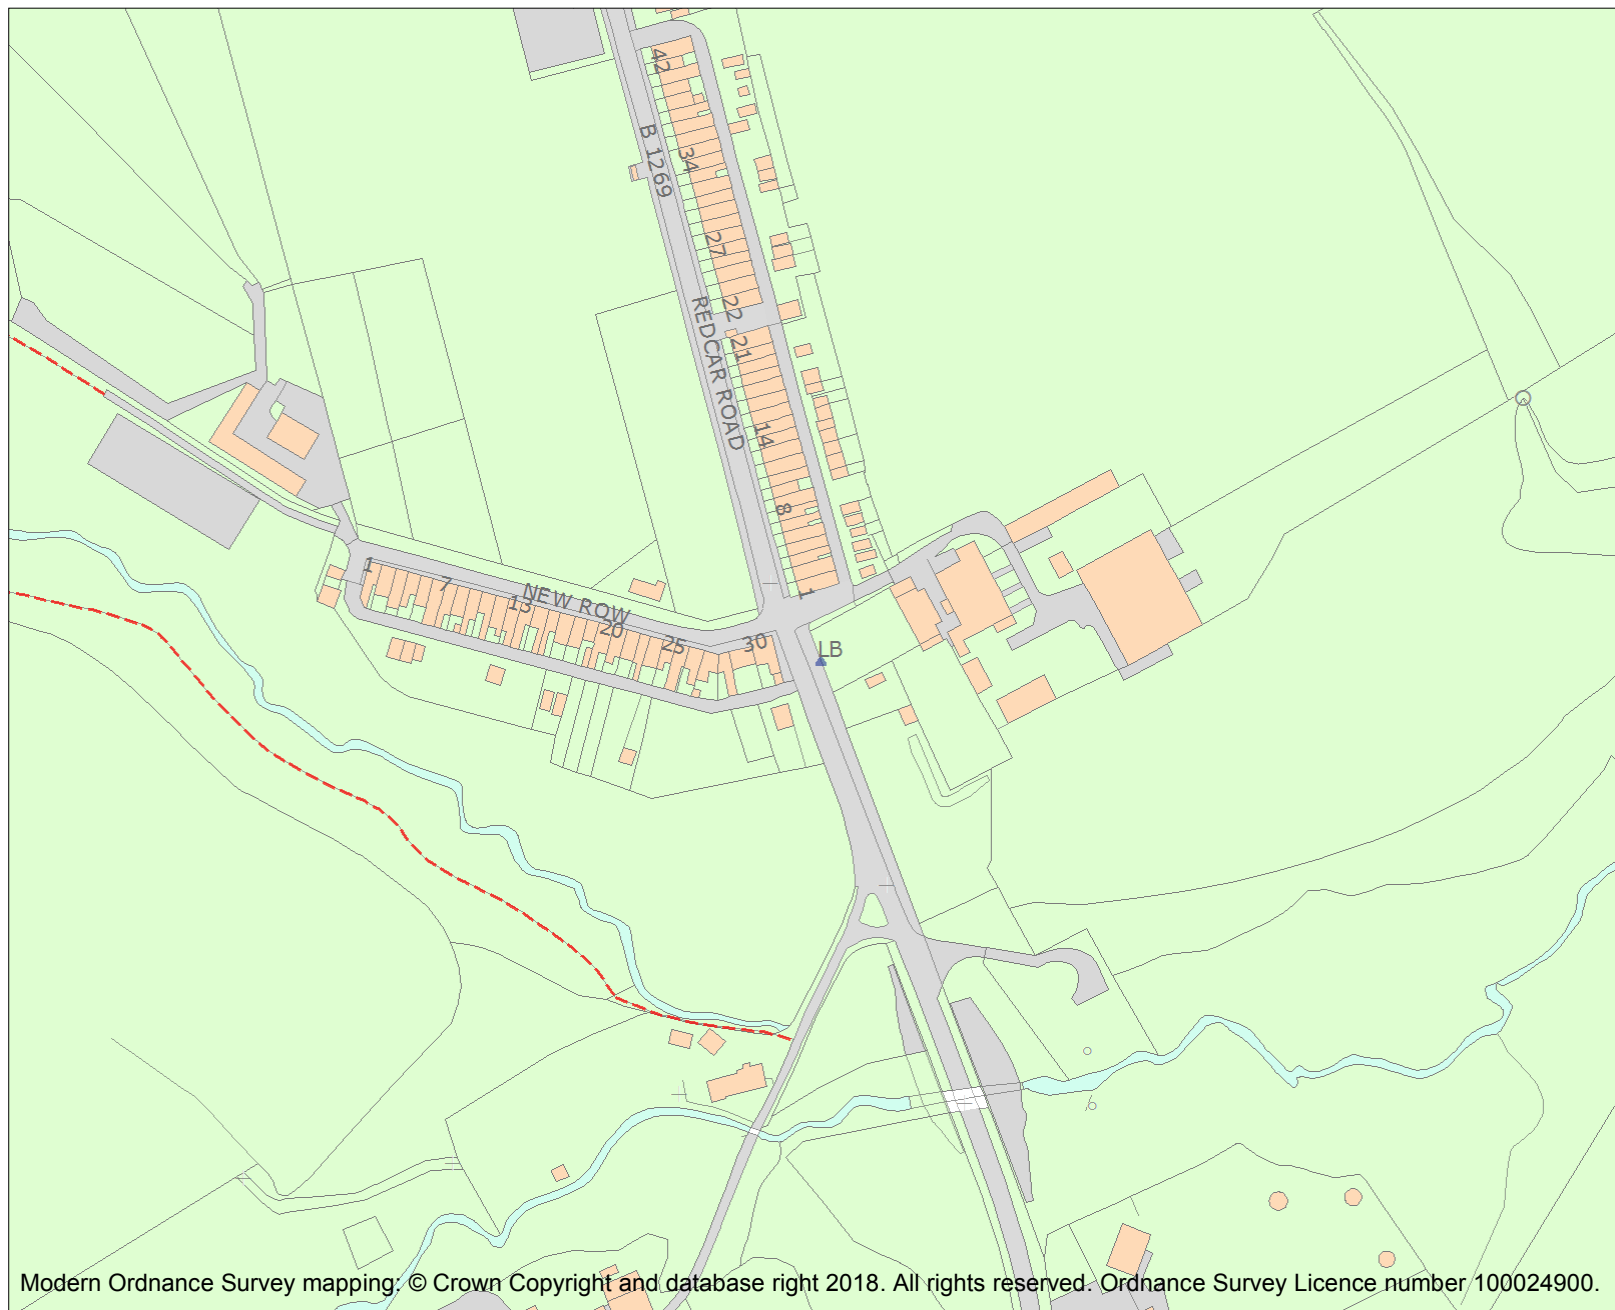 42
B 1269
34
27
22
REDCAR ROAD
21
14
8
1
1
7
NEW ROW
13
20
25
30
LB
Modern Ordnance Survey mapping: © Crown Copyright and database right 2018. All rights reserved. Ordnance Survey Licence number 100024900.